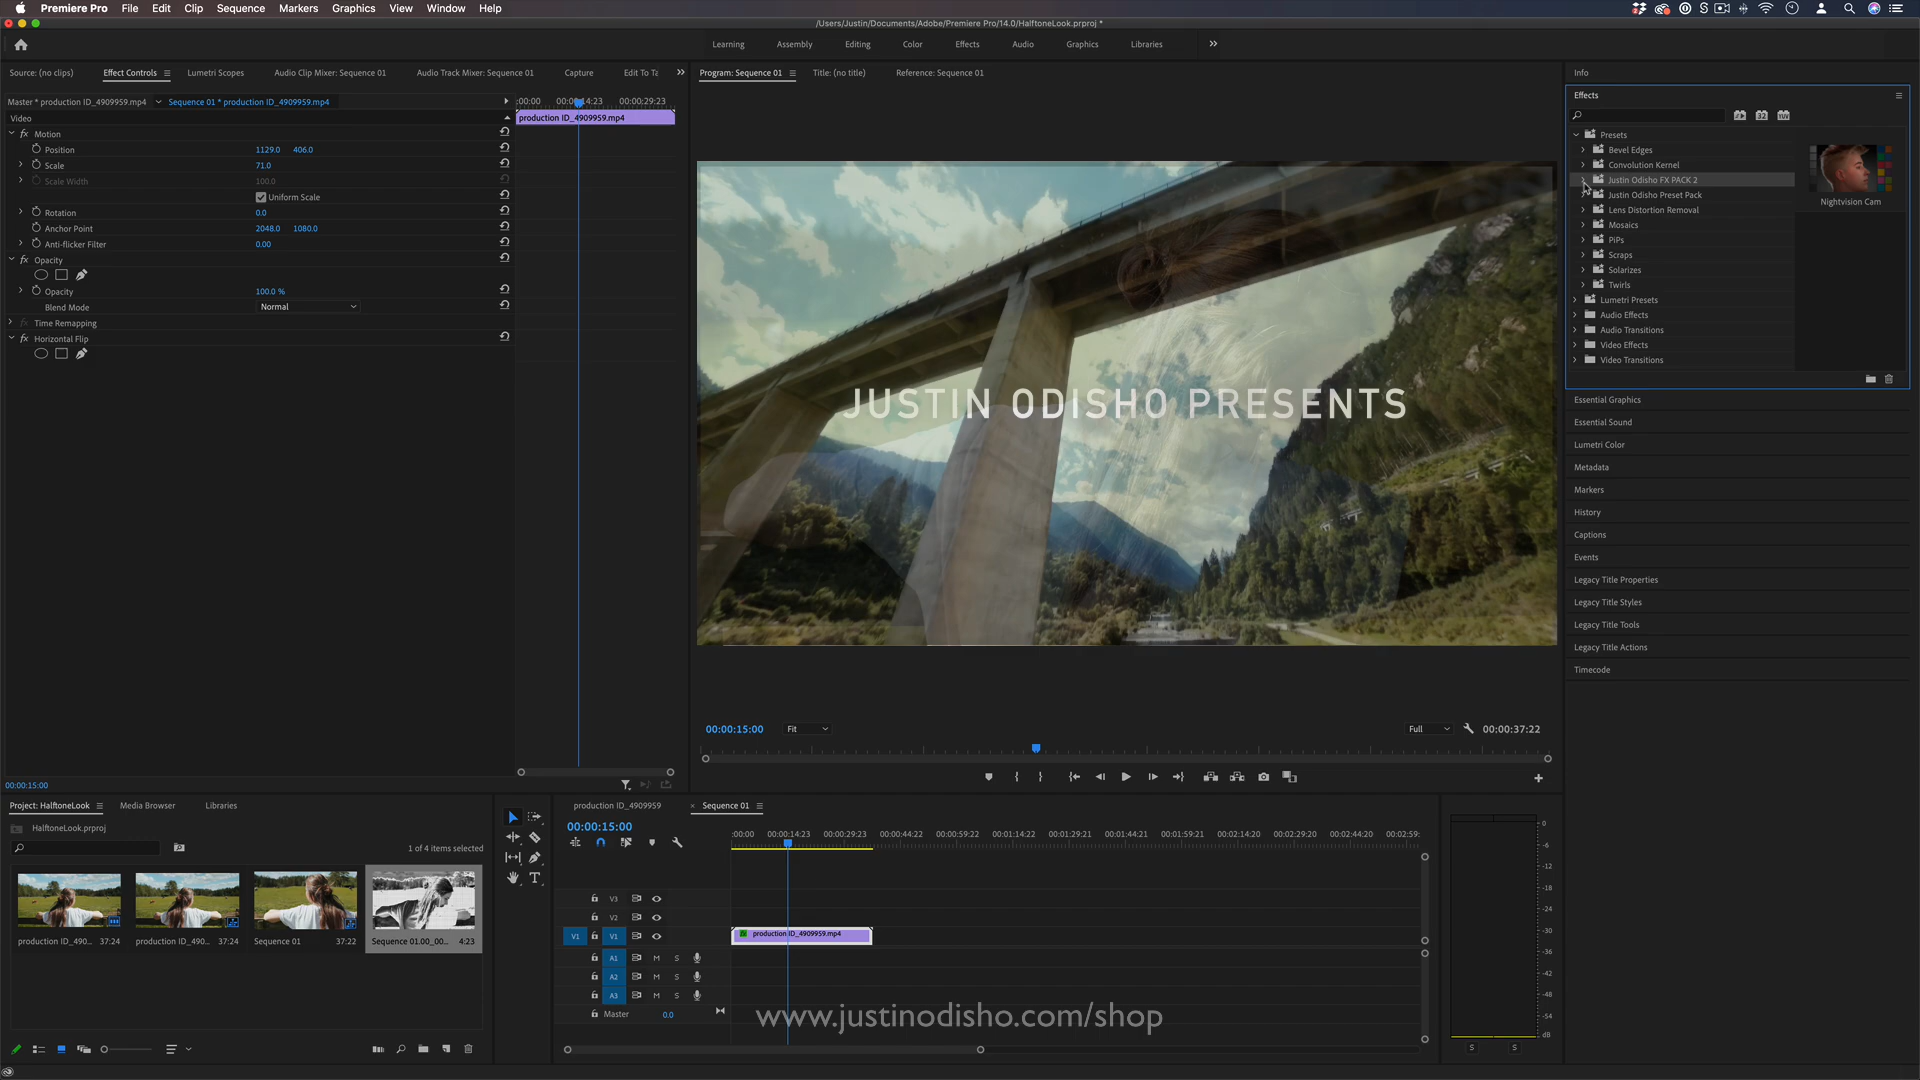 Premiere Pro File Edit Clip Sequence Markers Graphics View Window Help
/Users/Justin/Documents/Adobe/Premiere Pro/14.0/HalftoneLook.prproj *
Learning Assembly Editing Color Effects Audio Graphics Libraries
Source: (no clips) Effect Controls Lumetri Scopes Audio Clip Mixer: Sequence 01 Audio Track Mixer: Sequence 01 Capture Edit To Ta
Master * production ID_4909959.mp4 Sequence 01 * production ID_4909959.mp4
:00:00 00:00:14:23 00:00:29:23
Video
production ID_4909959.mp4
fx Motion
Position 1129.0 406.0
Scale 71.0
Scale Width 100.0
Uniform Scale
Rotation 0.0
Anchor Point 2048.0 1080.0
Anti-flicker Filter 0.00
fx Opacity
Opacity 100.0 %
Blend Mode Normal
fx Time Remapping
fx Horizontal Flip
00:00:15:00
Program: Sequence 01 Title: (no title) Reference: Sequence 01
JUSTIN ODISHO PRESENTS
00:00:15:00 Fit Full 00:00:37:22
Info
Effects
Presets
Bevel Edges
Convolution Kernel
Justin Odisho FX PACK 2
Justin Odisho Preset Pack
Lens Distortion Removal
Mosaics
PiPs
Scraps
Solarizes
Twirls
Lumetri Presets
Audio Effects
Audio Transitions
Video Effects
Video Transitions
Nightvision Cam
Essential Graphics
Essential Sound
Lumetri Color
Metadata
Markers
History
Captions
Events
Legacy Title Properties
Legacy Title Styles
Legacy Title Tools
Legacy Title Actions
Timecode
Project: HalftoneLook Media Browser Libraries
HalftoneLook.prproj
1 of 4 items selected
production ID_490... 37:24 production ID_490... 37:24 Sequence 01 37:22 Sequence 01.00_00... 4:23
production ID_4909959 × Sequence 01
00:00:15:00
:00:00 00:00:14:23 00:00:29:23 00:00:44:22 00:00:59:22 00:01:14:22 00:01:29:21 00:01:44:21 00:01:59:21 00:02:14:20 00:02:29:20 00:02:44:20 00:02:59:
V3
V2
V1 V1 production ID_4909959.mp4
A1 M S
A2 M S
A3 M S
Master 0.0
www.justinodisho.com/shop
0
-6
-12
-18
-24
-30
-36
-42
-48
-54
dB
S S